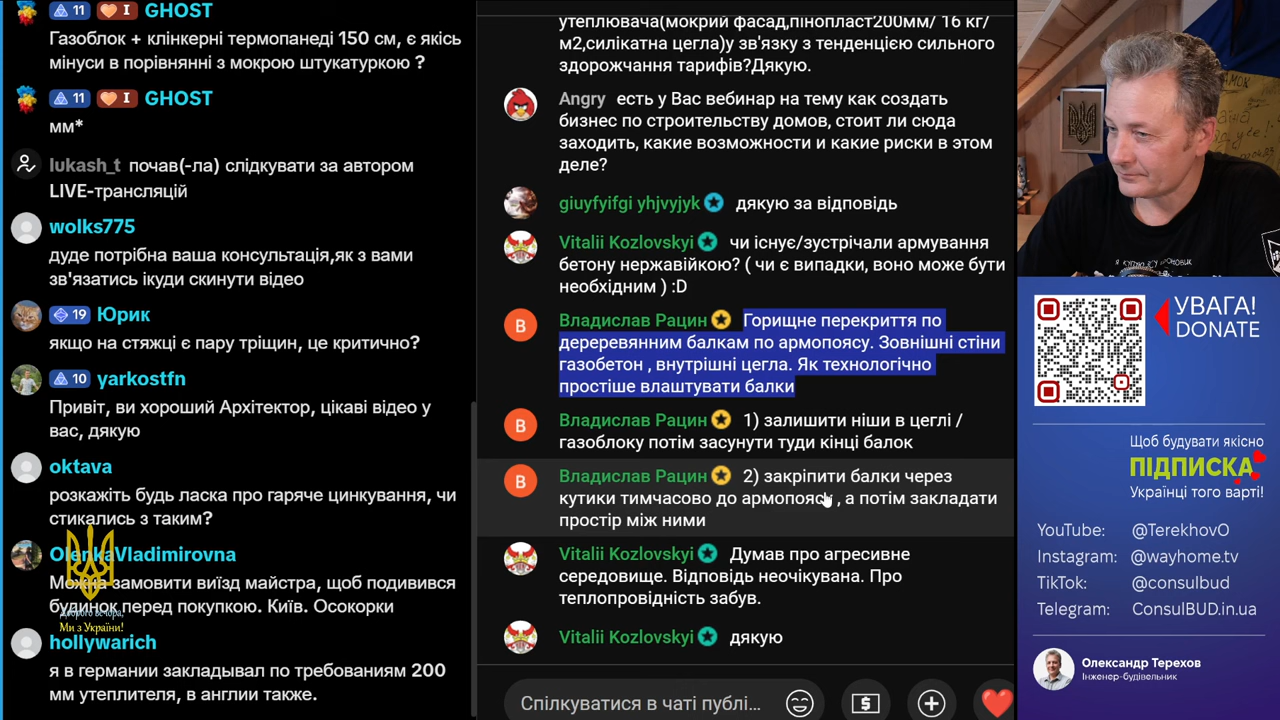 11 I GHOST
Газоблок + клінкерні термопанеді 150 см, є якісь
мінуси в порівнянні з мокрою штукатуркою ?
11 I GHOST
мм*
lukash_t почав(-ла) слідкувати за автором
LIVE-трансляцій
wolks775
дуде потрібна ваша консультація,як з вами
зв'язатись ікуди скинути відео
19 Юрик
якщо на стяжці є пару тріщин, це критично?
10 yarkostfn
Привіт, ви хороший Архітектор, цікаві відео у
вас, дякую
oktava
розкажіть будь ласка про гаряче цинкування, чи
стикались з таким?
OlenkaVladimirovna
Можна замовити виїзд майстра, щоб подивився
будинок перед покупкою. Київ. Осокорки
Доброго вечора,
Ми з України!
hollywarich
я в германии закладывал по требованиям 200
мм утеплителя, в англии также.
утеплювача(мокрий фасад,пінопласт200мм/ 16 кг/
м2,силікатна цегла)у зв'язку з тенденцією сильного
здорожчання тарифів?Дякую.
Angry есть у Вас вебинар на тему как создать
бизнес по строительству домов, стоит ли сюда
заходить, какие возможности и какие риски в этом
деле?
giuyfyifgi yhjvyjyk дякую за відповідь
Vitalii Kozlovskyi чи існує/зустрічали армування
бетону нержавійкою? ( чи є випадки, воно може бути
необхідним ) :D
В
Владислав Рацин Горищне перекриття по
дереревянним балкам по армопоясу. Зовнішні стіни
газобетон , внутрішні цегла. Як технологічно
простіше влаштувати балки
В
Владислав Рацин 1) залишити ніши в цеглі /
газоблоку потім засунути туди кінці балок
В
Владислав Рацин 2) закріпити балки через
кутики тимчасово до армопоясу , а потім закладати
простір між ними
Vitalii Kozlovskyi Думав про агресивне
середовище. Відповідь неочікувана. Про
теплопровідність забув.
Vitalii Kozlovskyi дякую
Спілкуватися в чаті публі...
УВАГА!
DONATE
Щоб будувати якісно
ПІДПИСКА
Українці того варті!
YouTube: @TerekhovO
Instagram: @wayhome.tv
TikTok: @consulbud
Telegram: ConsulBUD.in.ua
Олександр Терехов
Інженер-будівельник